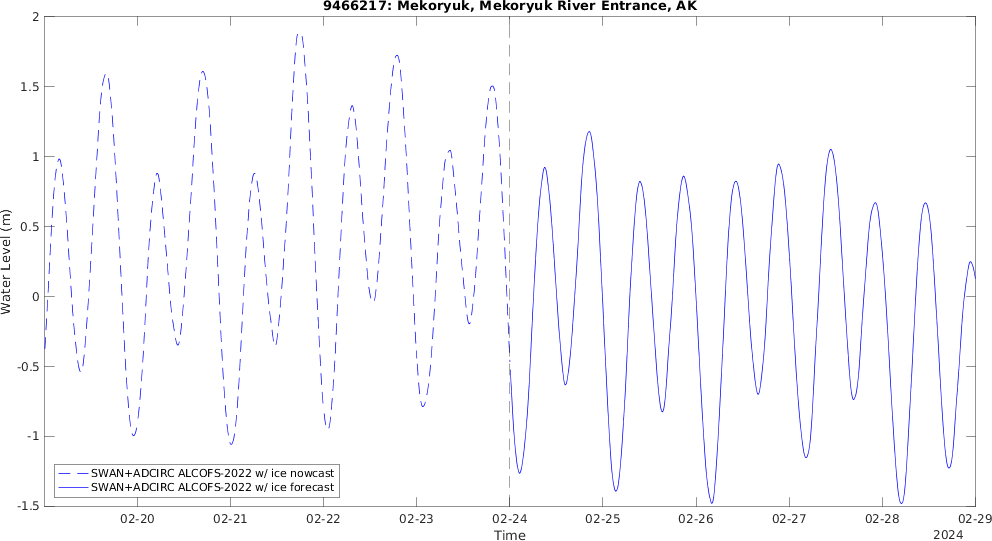 9466217: Mekoryuk, Mekoryuk River Entrance, AK
2
1.5
1
0.5
0
-0.5
-1
-1.5
Water Level (m)
SWAN+ADCIRC ALCOFS-2022 w/ ice nowcast
SWAN+ADCIRC ALCOFS-2022 w/ ice forecast
02-20 02-21 02-22 02-23 02-24 02-25 02-26 02-27 02-28 02-29
Time
2024